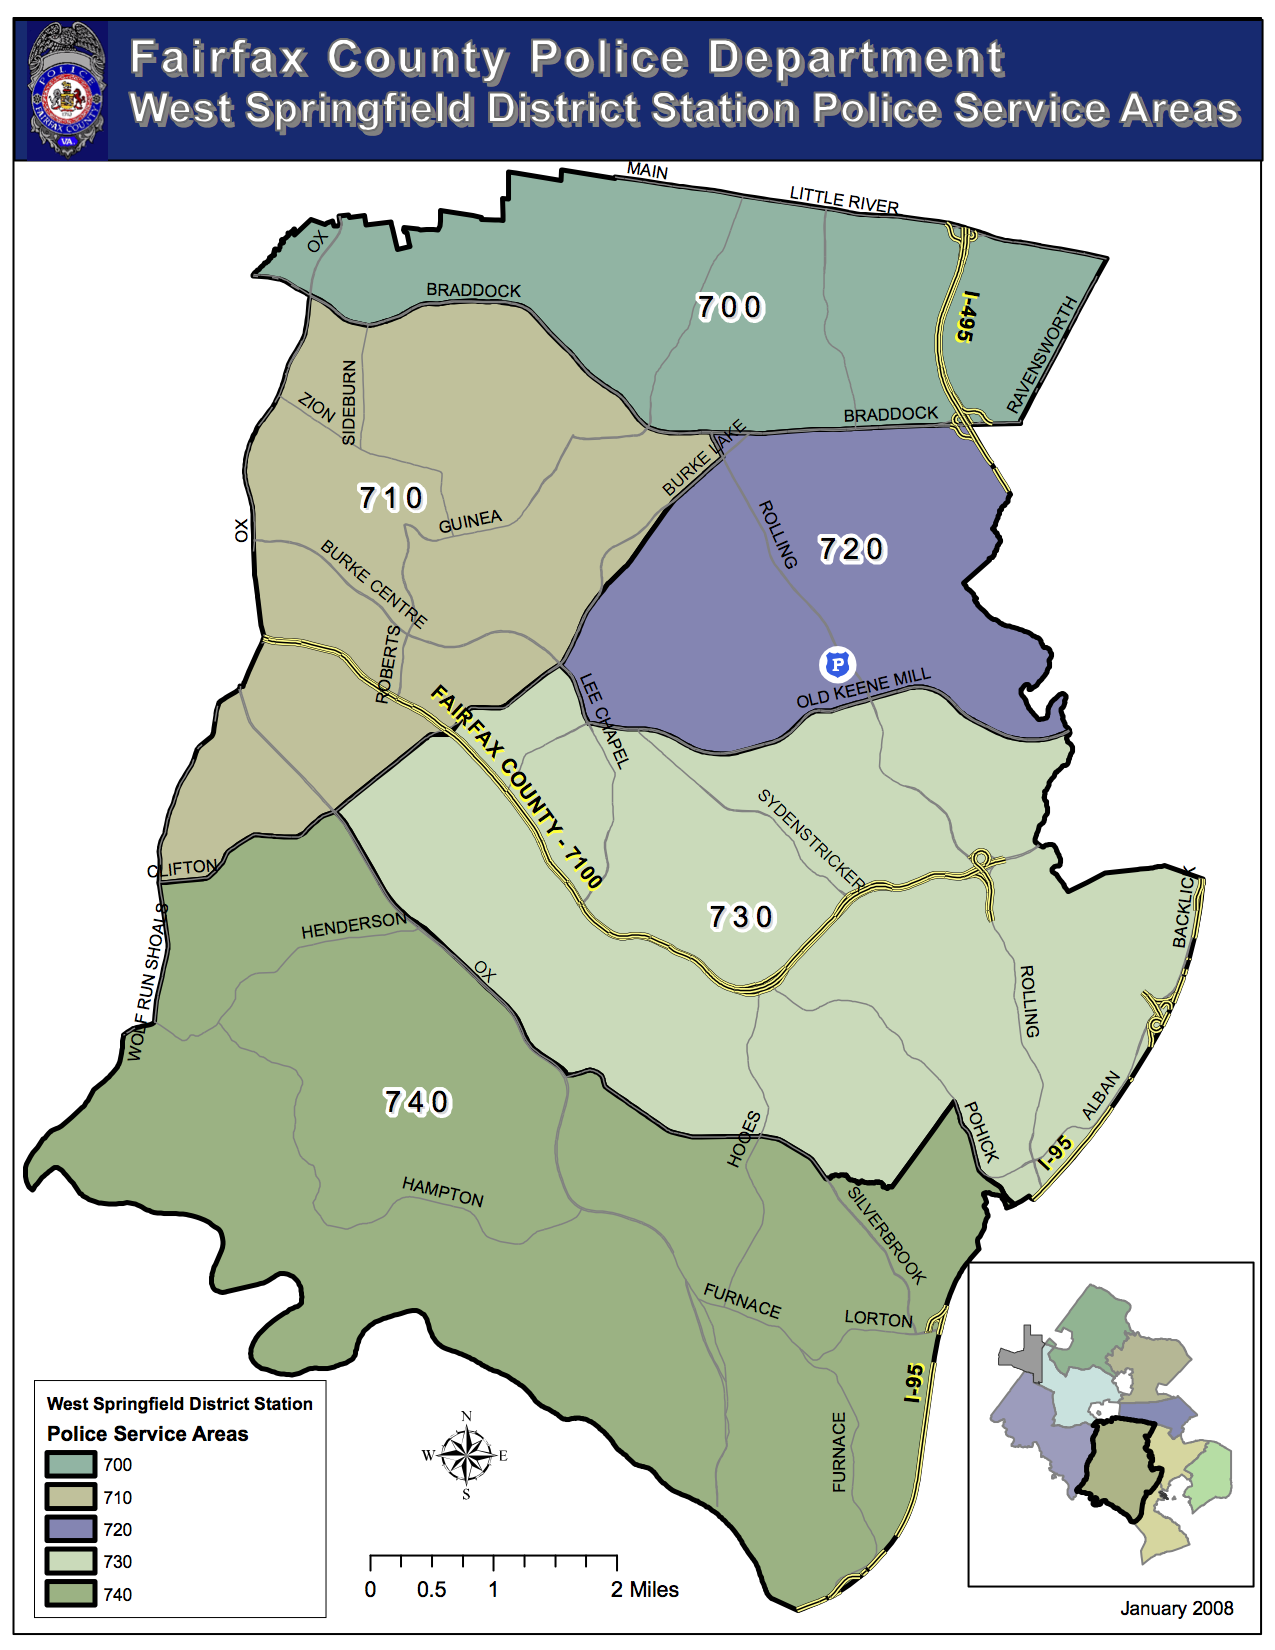 Fairfax County Police Department
West Springfield District Station Police Service Areas
POLICE
FAIRFAX COUNTY
VA.
MAIN
LITTLE RIVER
OX
BRADDOCK
700
I-495
RAVENSWORTH
BRADDOCK
ZION
SIDEBURN
BURKE LAKE
710
GUINEA
ROLLING
OX
720
BURKE CENTRE
ROBERTS
P
OLD KEENE MILL
LEE CHAPEL
FAIRFAX COUNTY - 7100
SYDENSTRICKER
CLIFTON
730
BACKLICK
HENDERSON
WOLF RUN SHOALS
OX
ROLLING
740
ALBAN
POHICK
HOOES
I-95
HAMPTON
SILVERBROOK
FURNACE
LORTON
I-95
FURNACE
West Springfield District Station
Police Service Areas
700
710
720
730
740
N
W E
S
0 0.5 1 2 Miles
January 2008